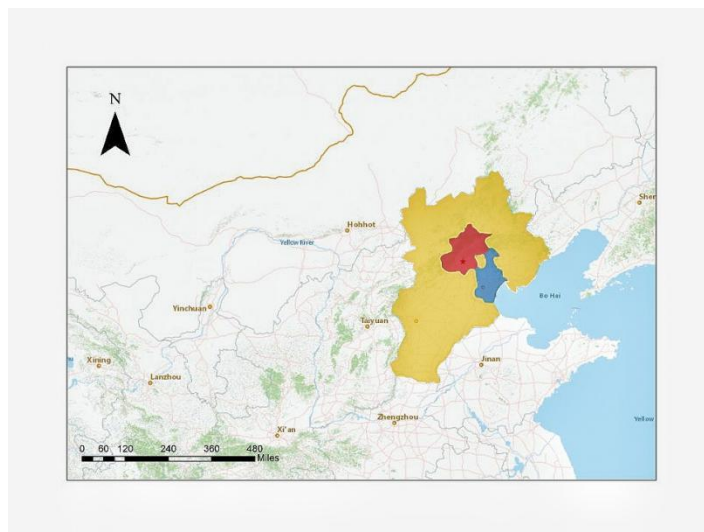 N
Hohhot
Yellow River
Bo Hai
Yinchuan
Taiyuan
Xining
Jinan
Lanzhou
Zhengzhou
Yellow
Xi'an
0 60 120 240 360 480
Miles